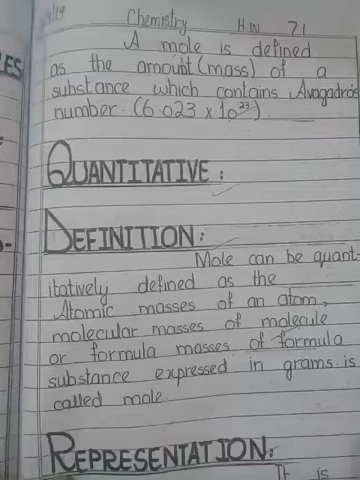 Chemistry H.W 71
A mole is defined
as the amount (mass) of a
substance which contains Avogadro's
number. (6.023 x 10²³).
QUANTITATIVE :
DEFINITION :
Mole can be quant-
itatively defined as the
Atomic masses of an atom,
molecular masses of molecule
or formula masses of formula
substance expressed in grams is
called mole.
REPRESENTATION:
It is